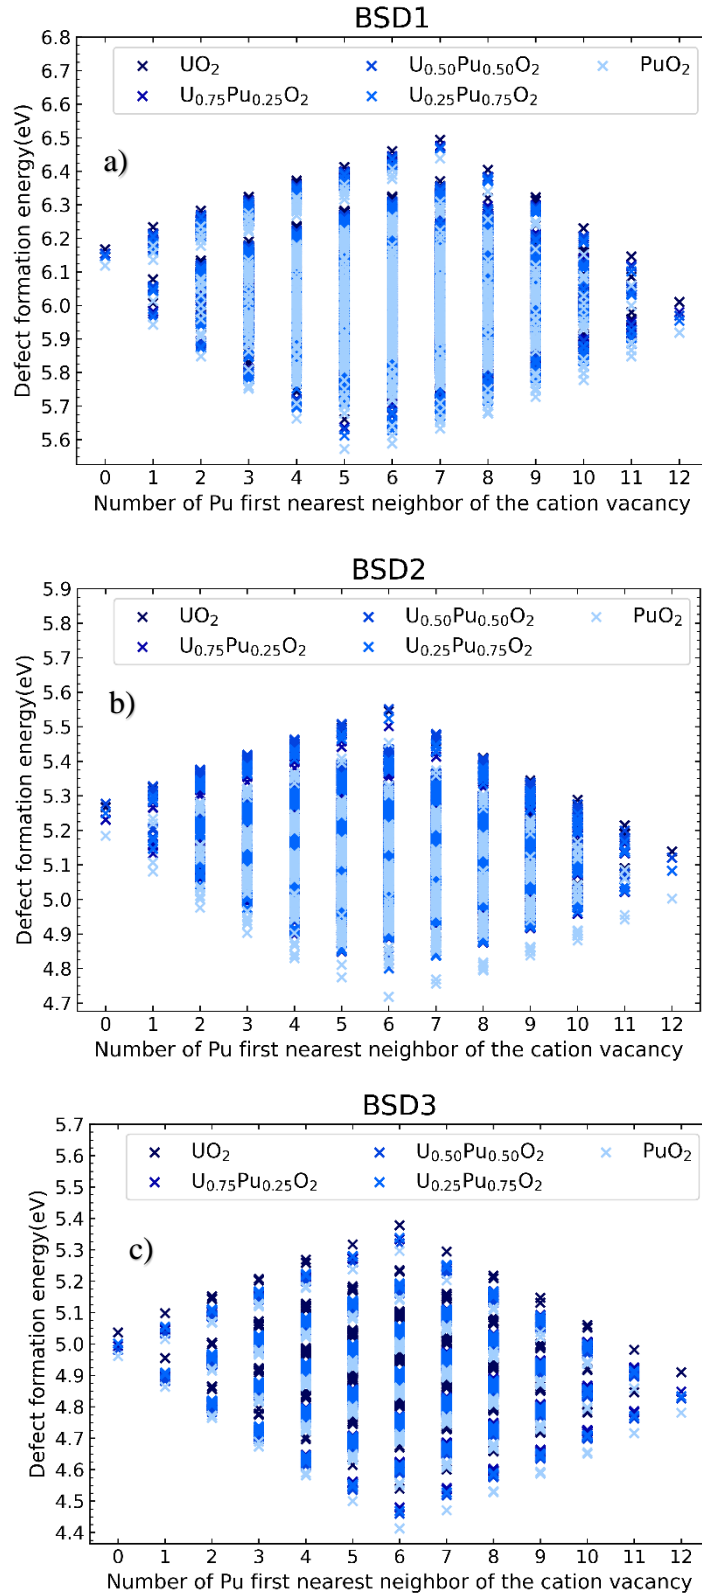 BSD1
6.8
6.7
6.6
6.5
6.4
6.3
6.2
6.1
6.0
5.9
5.8
5.7
5.6
Defect formation energy(eV)
UO₂
U₀.₇₅Pu₀.₂₅O₂
U₀.₅₀Pu₀.₅₀O₂
U₀.₂₅Pu₀.₇₅O₂
PuO₂
a)
0 1 2 3 4 5 6 7 8 9 10 11 12
Number of Pu first nearest neighbor of the cation vacancy
BSD2
5.9
5.8
5.7
5.6
5.5
5.4
5.3
5.2
5.1
5.0
4.9
4.8
4.7
Defect formation energy(eV)
UO₂
U₀.₇₅Pu₀.₂₅O₂
U₀.₅₀Pu₀.₅₀O₂
U₀.₂₅Pu₀.₇₅O₂
PuO₂
b)
0 1 2 3 4 5 6 7 8 9 10 11 12
Number of Pu first nearest neighbor of the cation vacancy
BSD3
5.7
5.6
5.5
5.4
5.3
5.2
5.1
5.0
4.9
4.8
4.7
4.6
4.5
4.4
Defect formation energy(eV)
UO₂
U₀.₇₅Pu₀.₂₅O₂
U₀.₅₀Pu₀.₅₀O₂
U₀.₂₅Pu₀.₇₅O₂
PuO₂
c)
0 1 2 3 4 5 6 7 8 9 10 11 12
Number of Pu first nearest neighbor of the cation vacancy